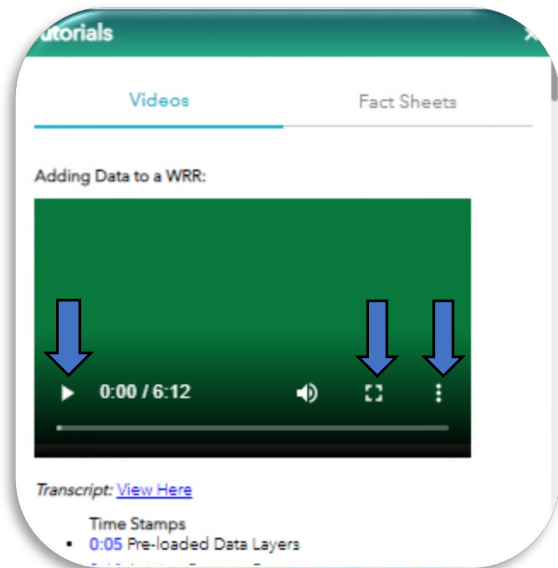 utorials
Videos Fact Sheets
Adding Data to a WRR:
0:00 / 6:12
Transcript: View Here
Time Stamps
• 0:05 Pre-loaded Data Layers